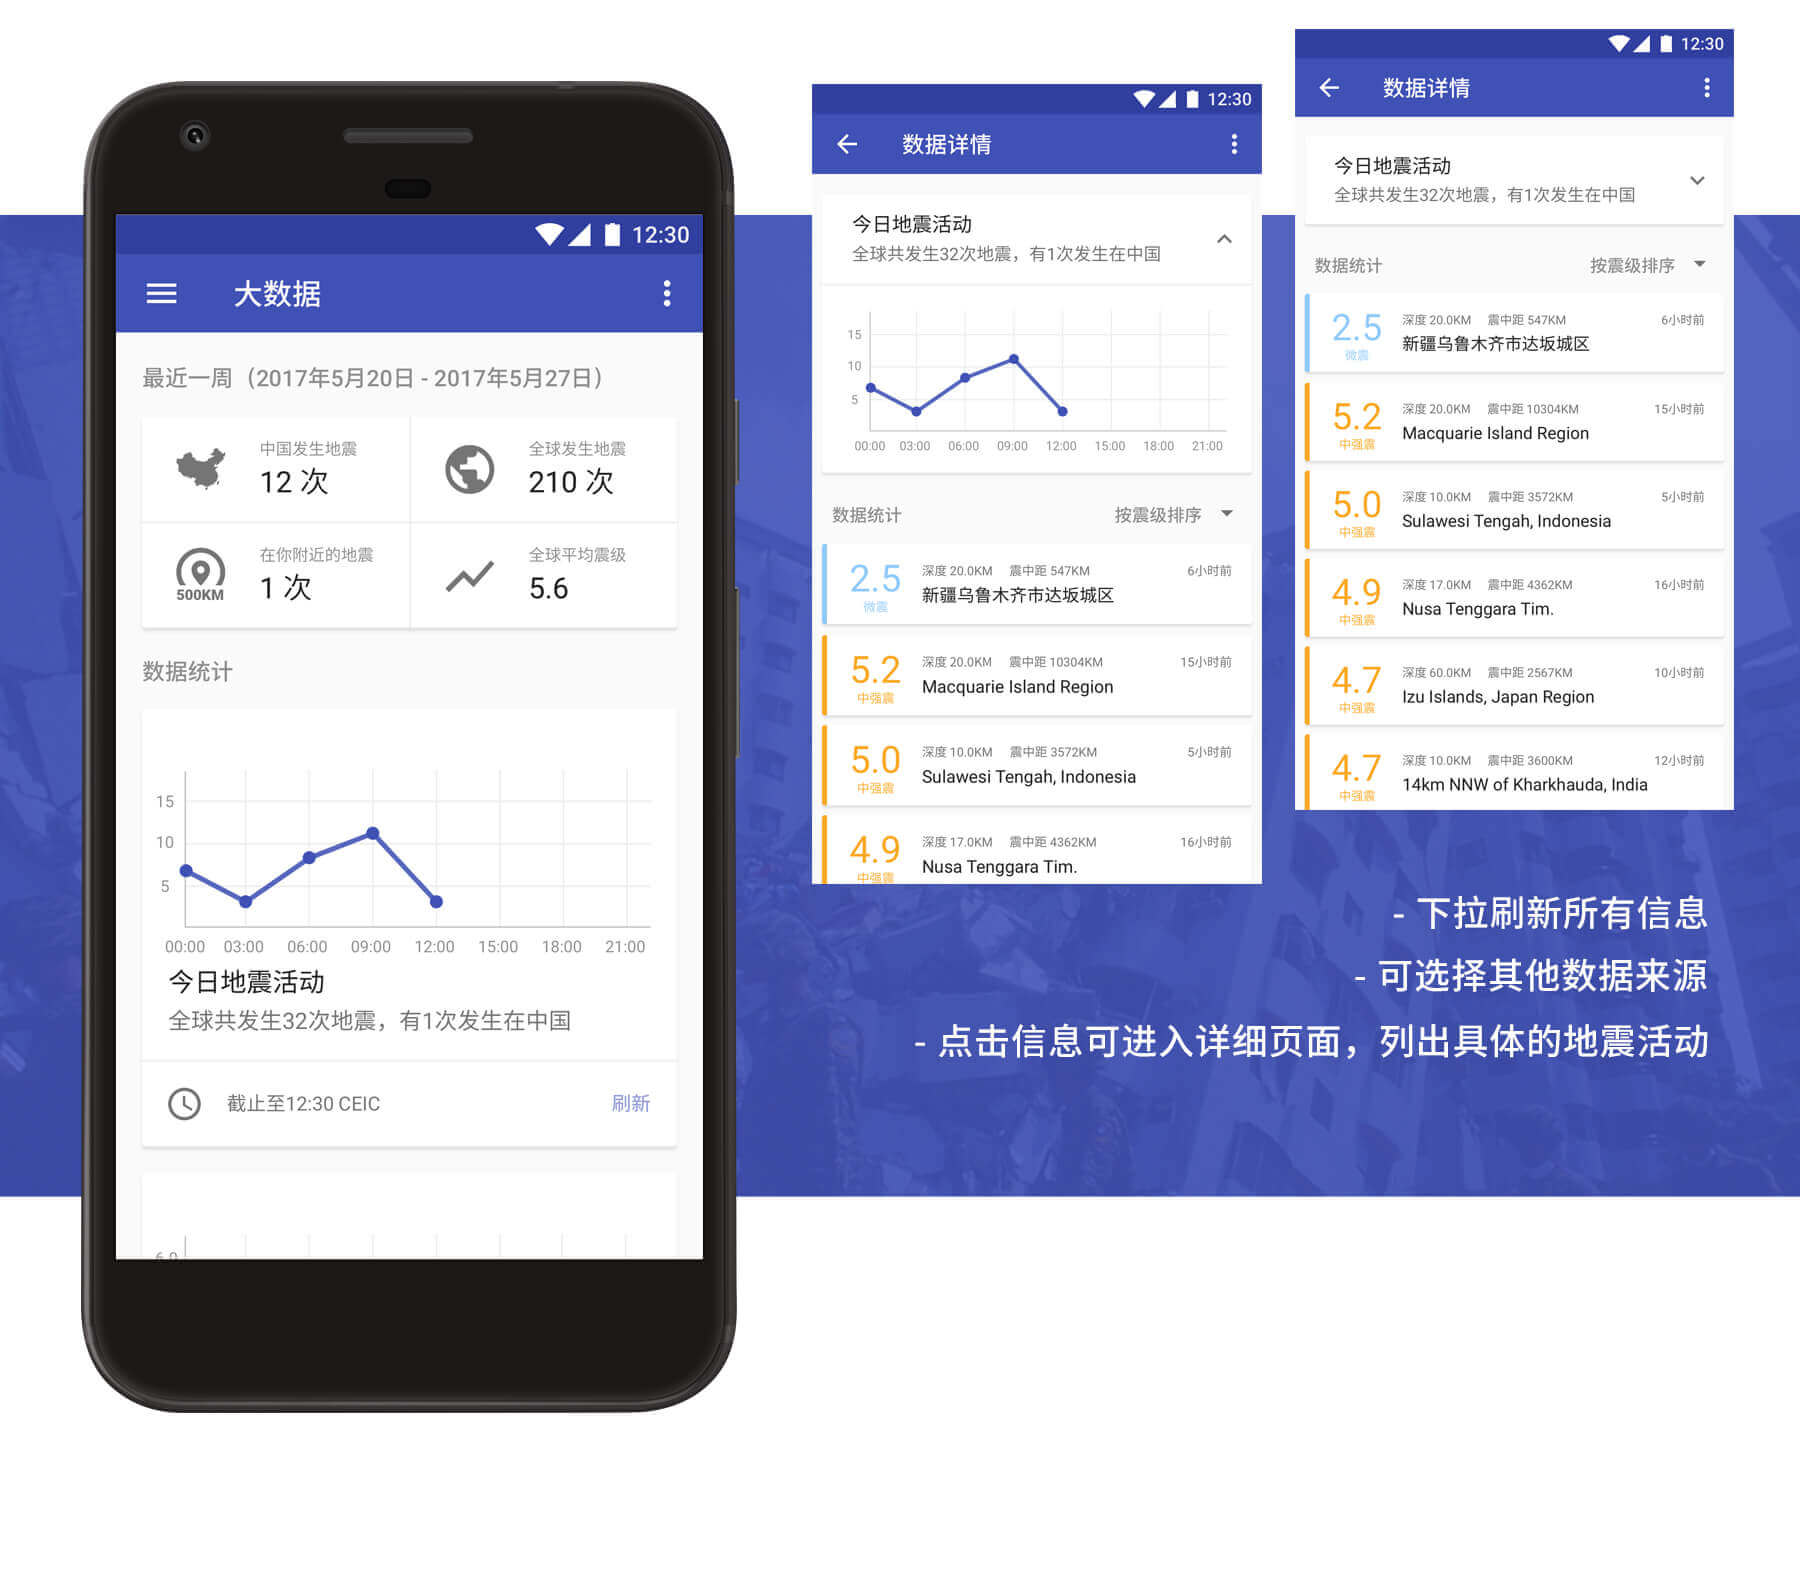 12:30
大数据
最近一周（2017年5月20日 - 2017年5月27日）
中国发生地震
12 次
全球发生地震
210 次
500KM
在你附近的地震
1 次
全球平均震级
5.6
数据统计
15
10
5
00:00 03:00 06:00 09:00 12:00 15:00 18:00 21:00
今日地震活动
全球共发生32次地震，有1次发生在中国
截止至12:30 CEIC
刷新
6.0
12:30
数据详情
今日地震活动
全球共发生32次地震，有1次发生在中国
15
10
5
00:00 03:00 06:00 09:00 12:00 15:00 18:00 21:00
数据统计
按震级排序
2.5
微震
深度 20.0KM 震中距 547KM
6小时前
新疆乌鲁木齐市达坂城区
5.2
中强震
深度 20.0KM 震中距 10304KM
15小时前
Macquarie Island Region
5.0
中强震
深度 10.0KM 震中距 3572KM
5小时前
Sulawesi Tengah, Indonesia
4.9
中强震
深度 17.0KM 震中距 4362KM
16小时前
Nusa Tenggara Tim.
12:30
数据详情
今日地震活动
全球共发生32次地震，有1次发生在中国
数据统计
按震级排序
2.5
微震
深度 20.0KM 震中距 547KM
6小时前
新疆乌鲁木齐市达坂城区
5.2
中强震
深度 20.0KM 震中距 10304KM
15小时前
Macquarie Island Region
5.0
中强震
深度 10.0KM 震中距 3572KM
5小时前
Sulawesi Tengah, Indonesia
4.9
中强震
深度 17.0KM 震中距 4362KM
16小时前
Nusa Tenggara Tim.
4.7
中强震
深度 60.0KM 震中距 2567KM
10小时前
Izu Islands, Japan Region
4.7
中强震
深度 10.0KM 震中距 3600KM
12小时前
14km NNW of Kharkhauda, India
- 下拉刷新所有信息
- 可选择其他数据来源
- 点击信息可进入详细页面，列出具体的地震活动